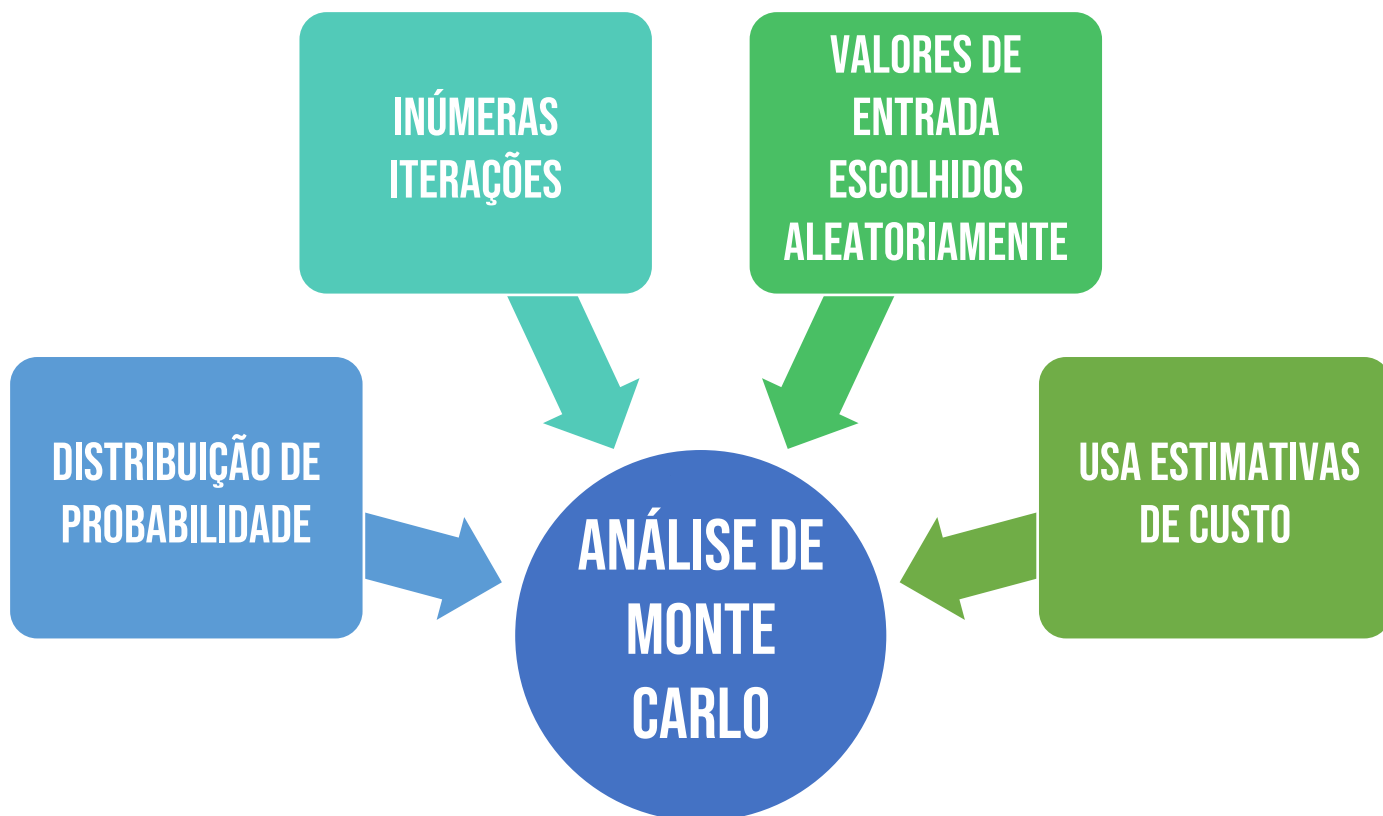 INÚMERAS
ITERAÇÕES
VALORES DE
ENTRADA
ESCOLHIDOS
ALEATORIAMENTE
DISTRIBUIÇÃO DE
PROBABILIDADE
USA ESTIMATIVAS
DE CUSTO
ANÁLISE DE
MONTE
CARLO